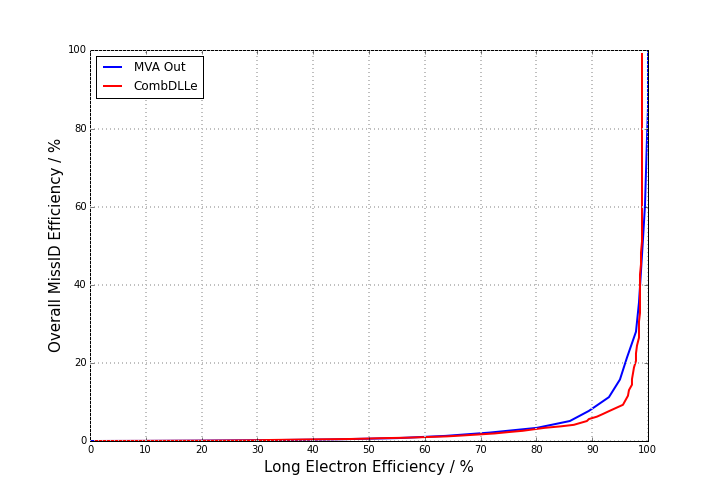 100
MVA Out
CombDLLe
80
60
40
20
0
Overall MissID Efficiency / %
0 10 20 30 40 50 60 70 80 90 100
Long Electron Efficiency / %